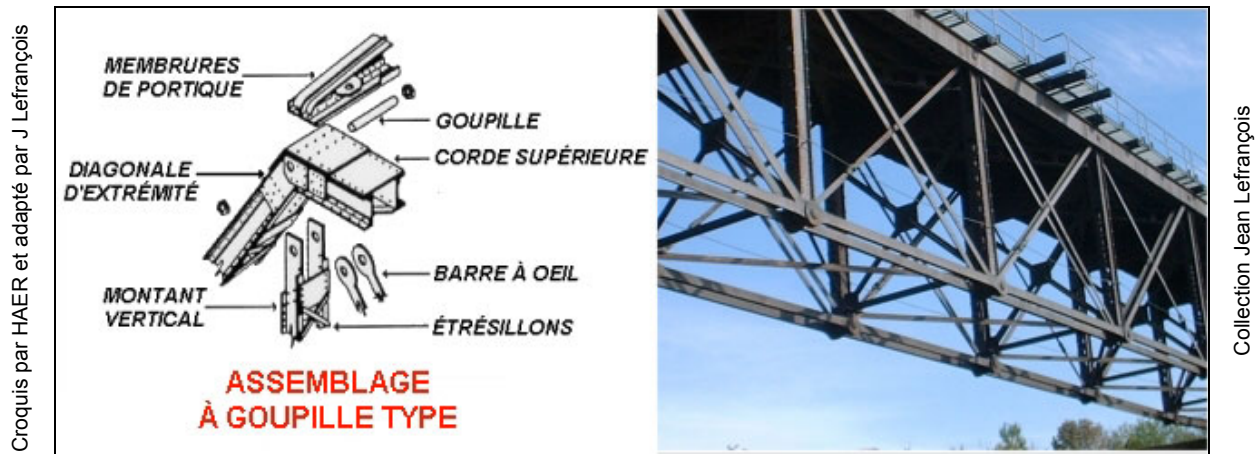 Croquis par HAER et adapté par J Lefrançois
MEMBRURES
DE PORTIQUE
GOUPILLE
CORDE SUPÉRIEURE
DIAGONALE
D'EXTRÉMITÉ
BARRE À OEIL
MONTANT
VERTICAL
ÉTRÉSILLONS
ASSEMBLAGE
À GOUPILLE TYPE
Collection Jean Lefrançois